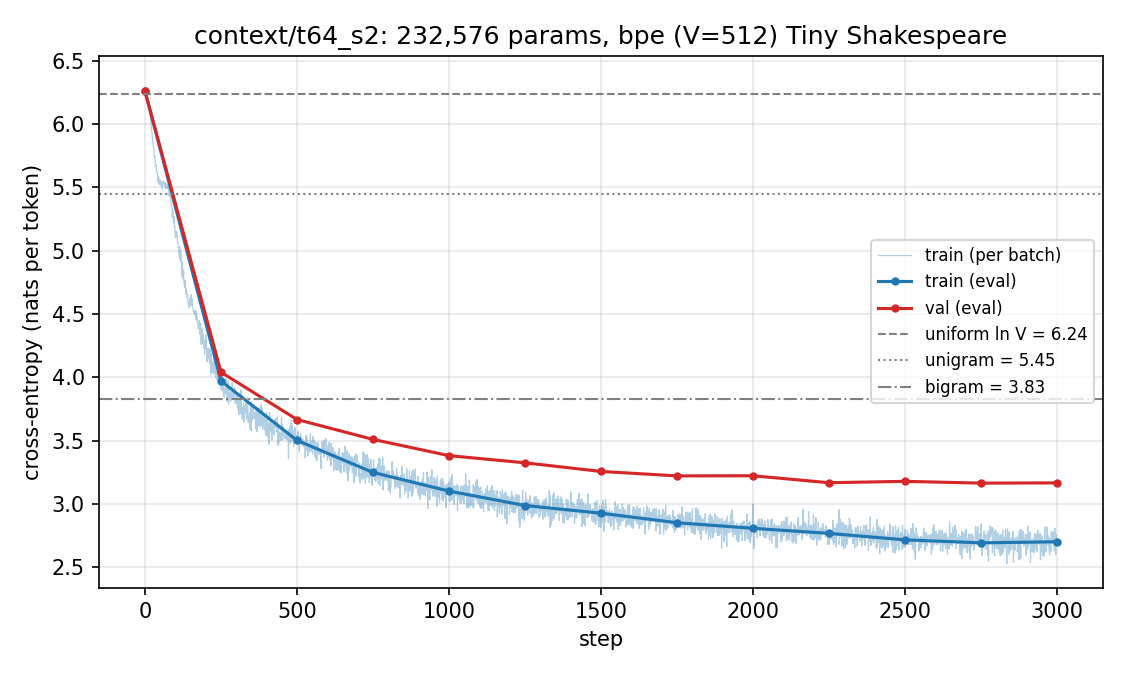 context/t64_s2: 232,576 params, bpe (V=512) Tiny Shakespeare
cross-entropy (nats per token)
6.5
6.0
5.5
5.0
4.5
4.0
3.5
3.0
2.5
train (per batch)
train (eval)
val (eval)
uniform ln V = 6.24
unigram = 5.45
bigram = 3.83
0 500 1000 1500 2000 2500 3000
step